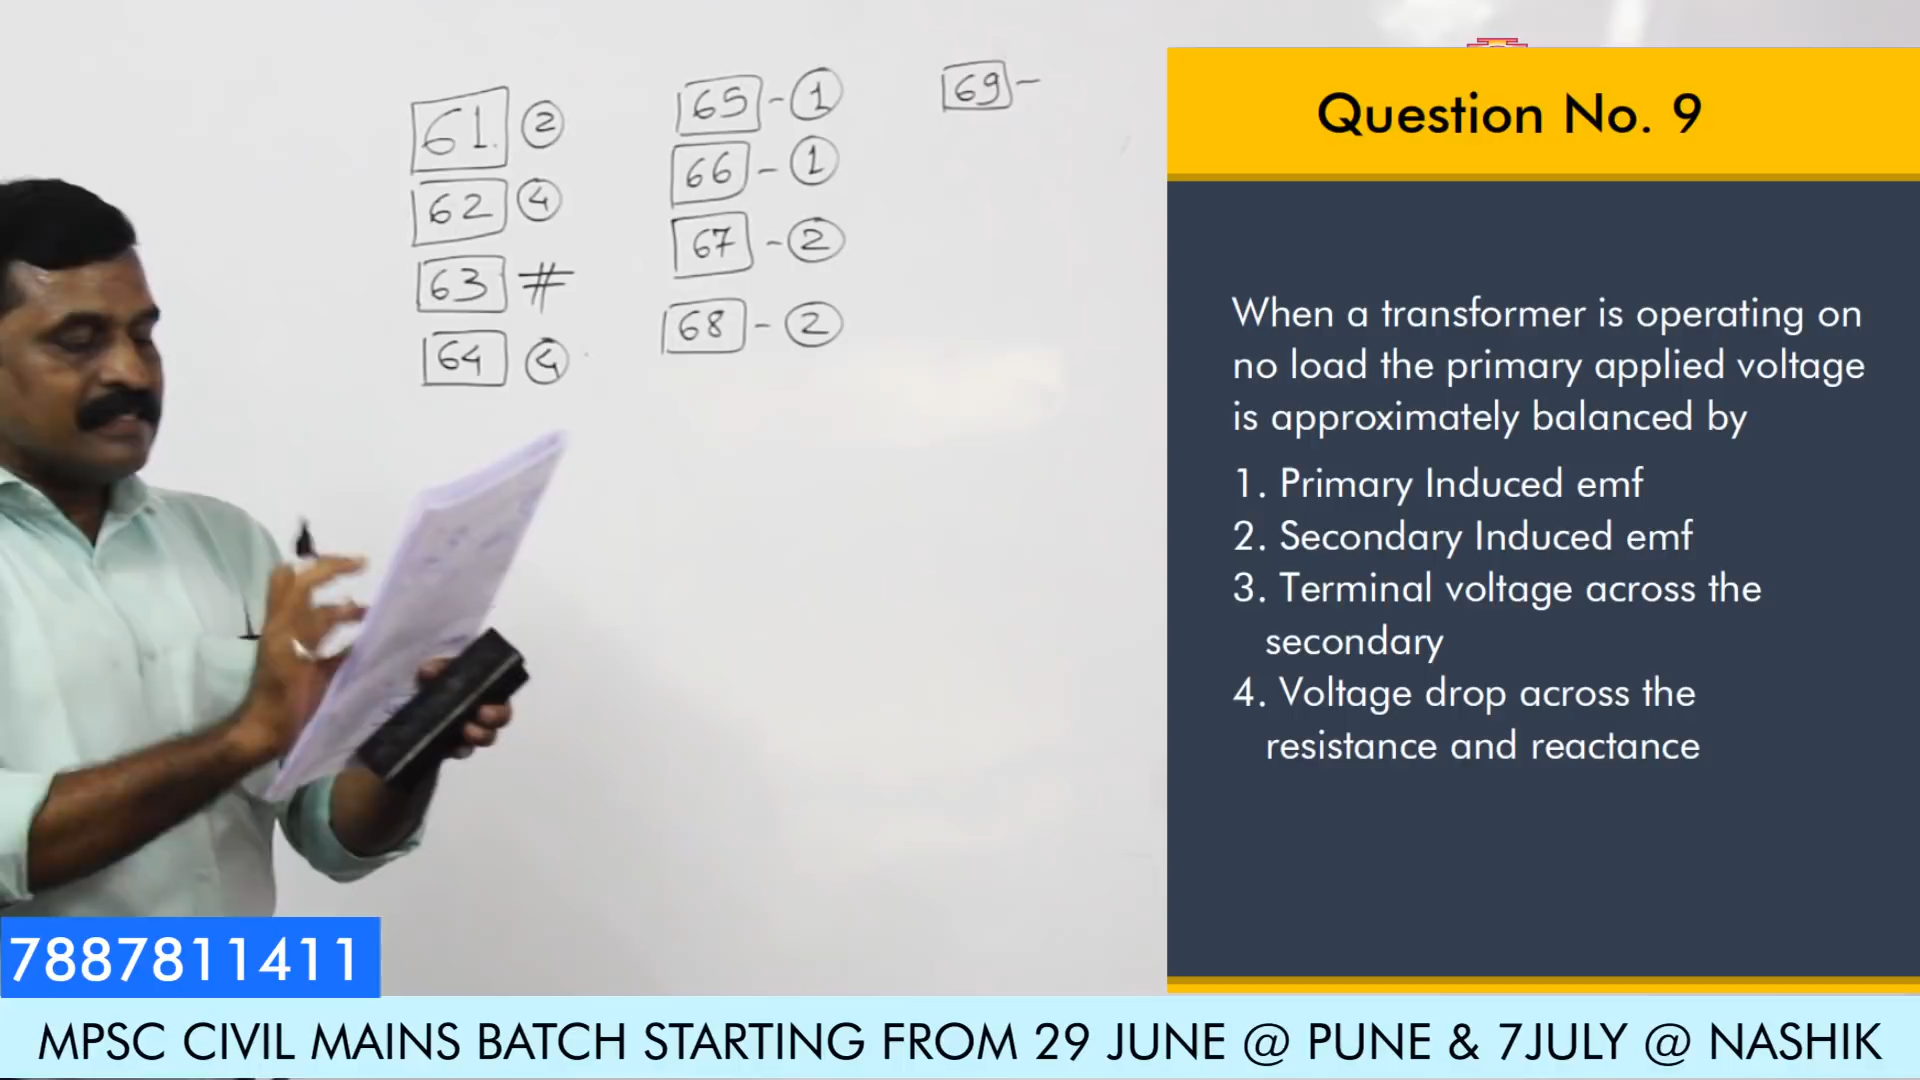 61. 2
62 4
63 #
64 4
65 - 1
66 - 1
67 - 2
68 - 2
69 -
Question No. 9
When a transformer is operating on
no load the primary applied voltage
is approximately balanced by
1. Primary Induced emf
2. Secondary Induced emf
3. Terminal voltage across the
secondary
4. Voltage drop across the
resistance and reactance
7887811411
MPSC CIVIL MAINS BATCH STARTING FROM 29 JUNE @ PUNE & 7JULY @ NASHIK